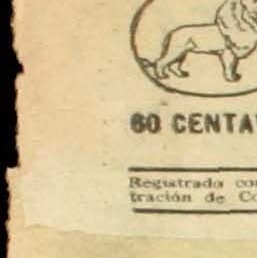 60 CENTA
Registrado co
tración de Co